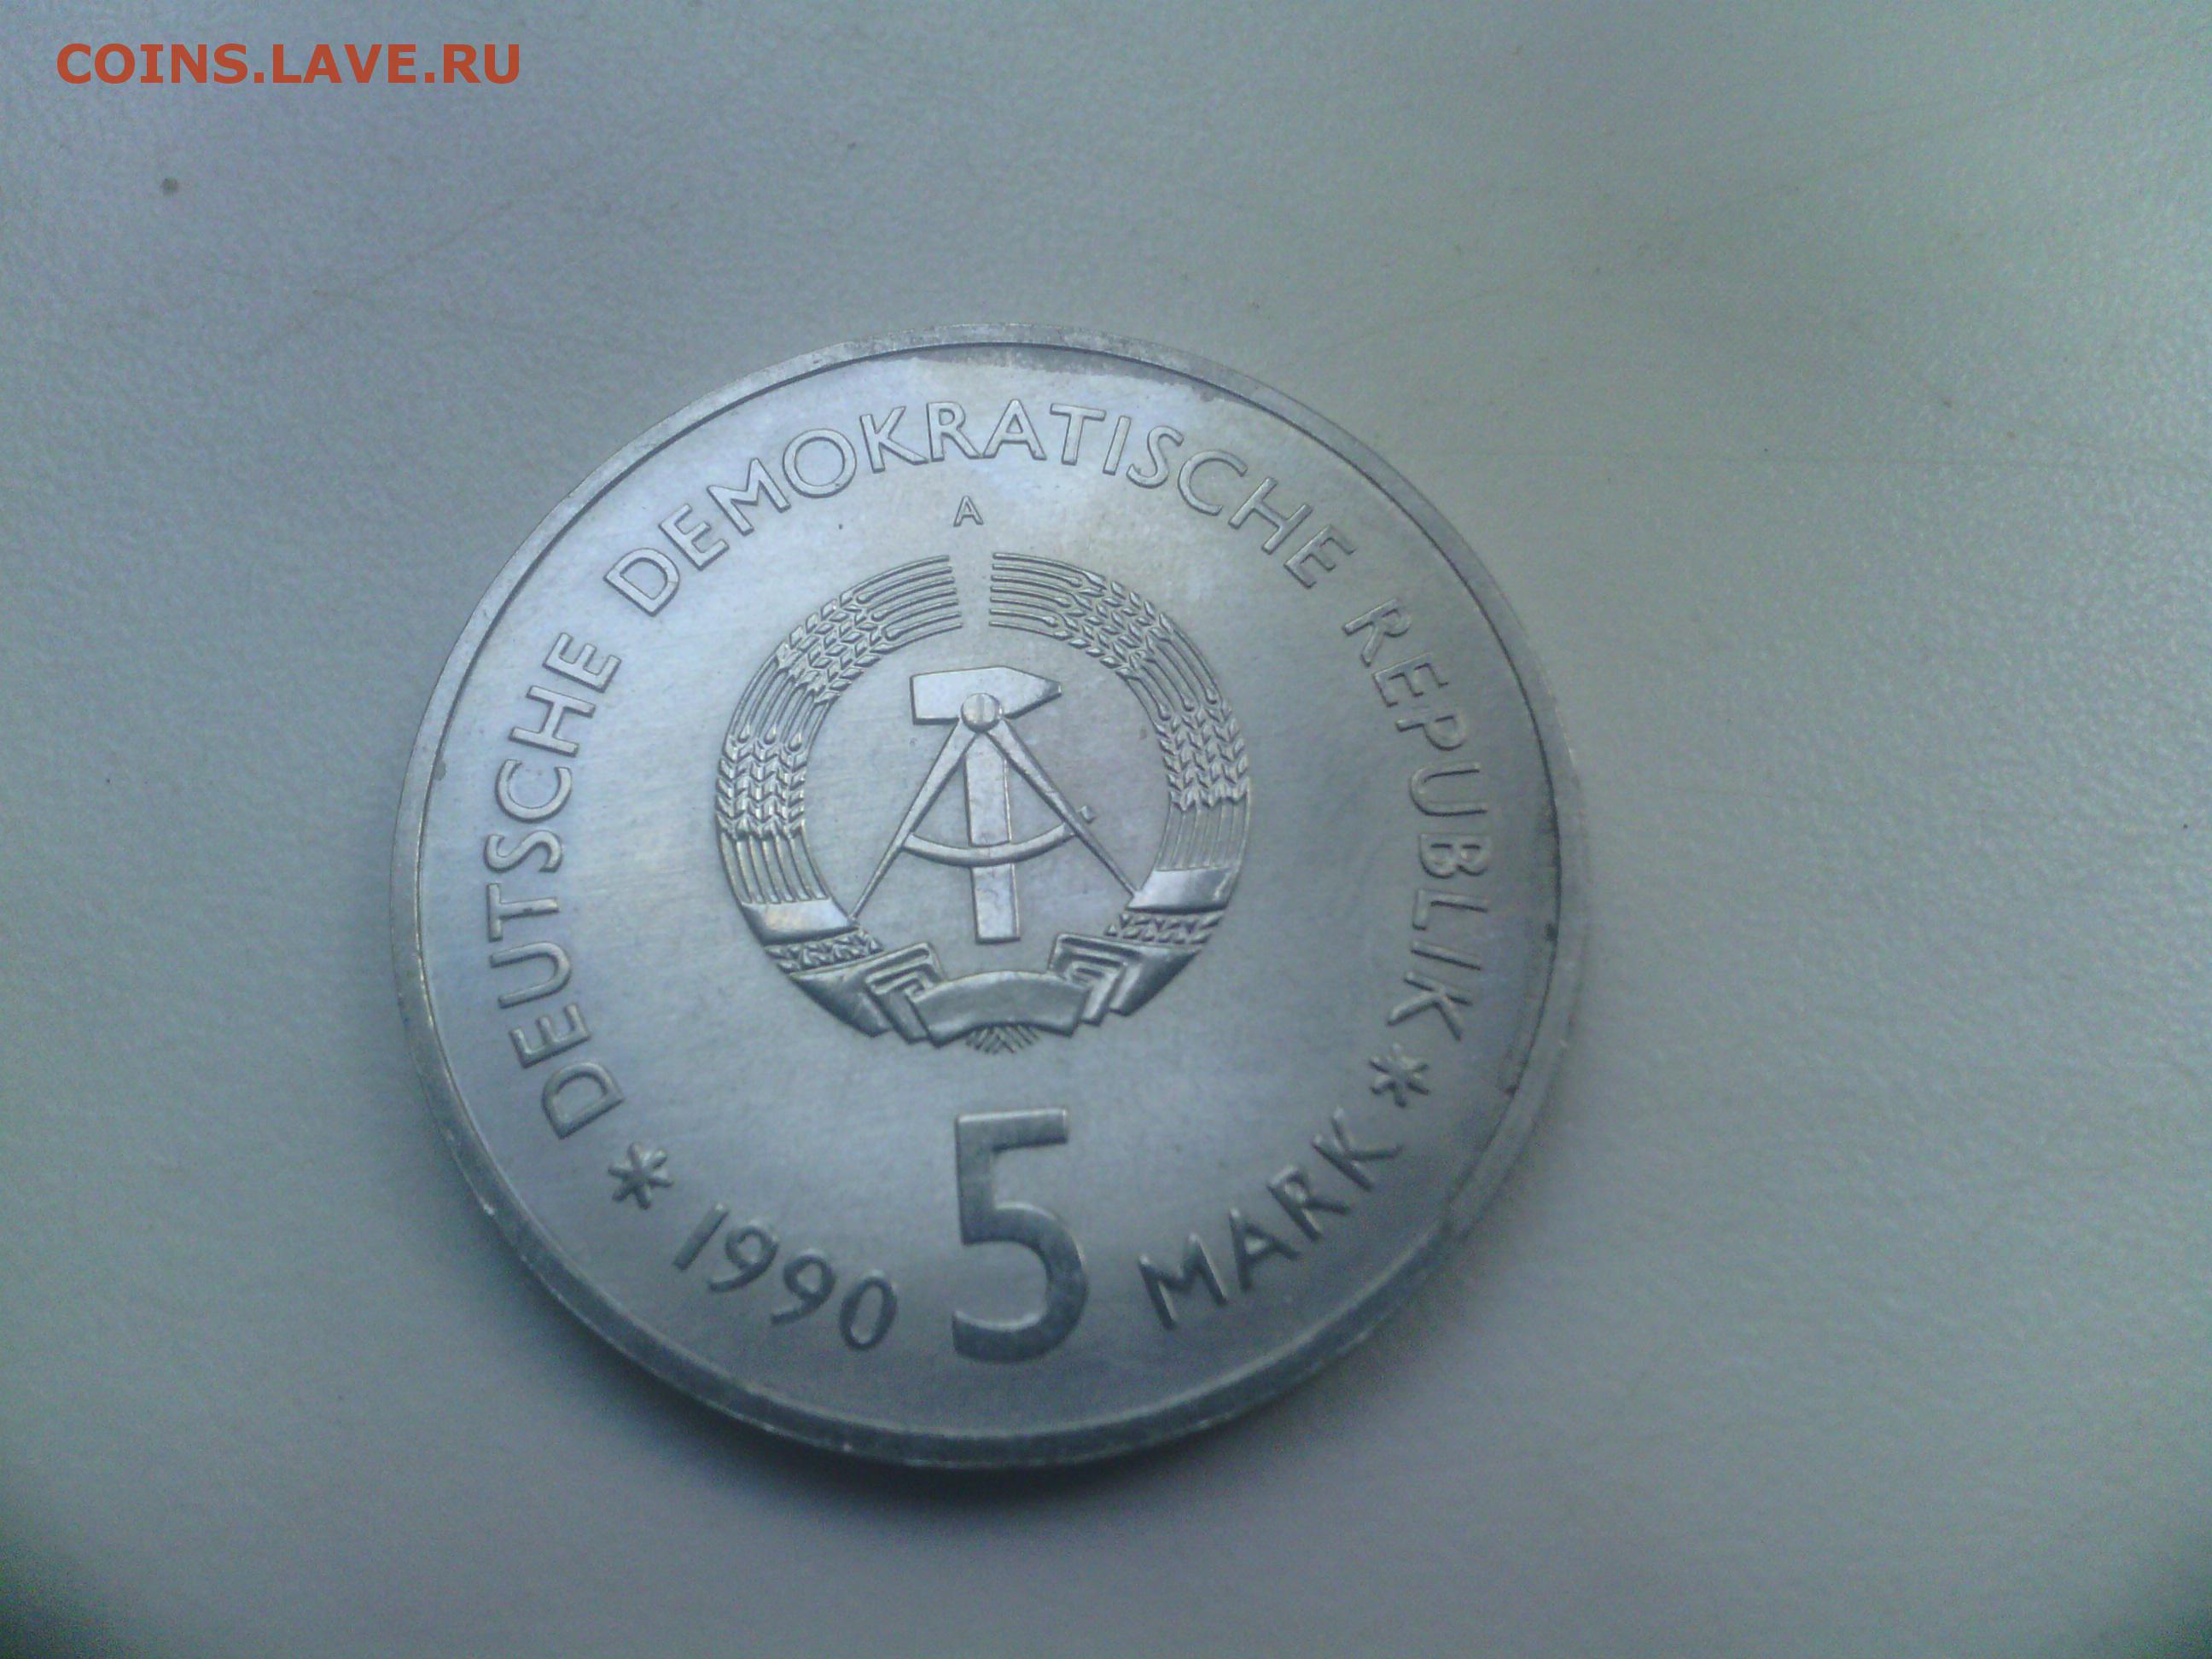 COINS.LAVE.RU
DEUTSCHE DEMOKRATISCHE REPUBLIK
A
* 1990 5 MARK *